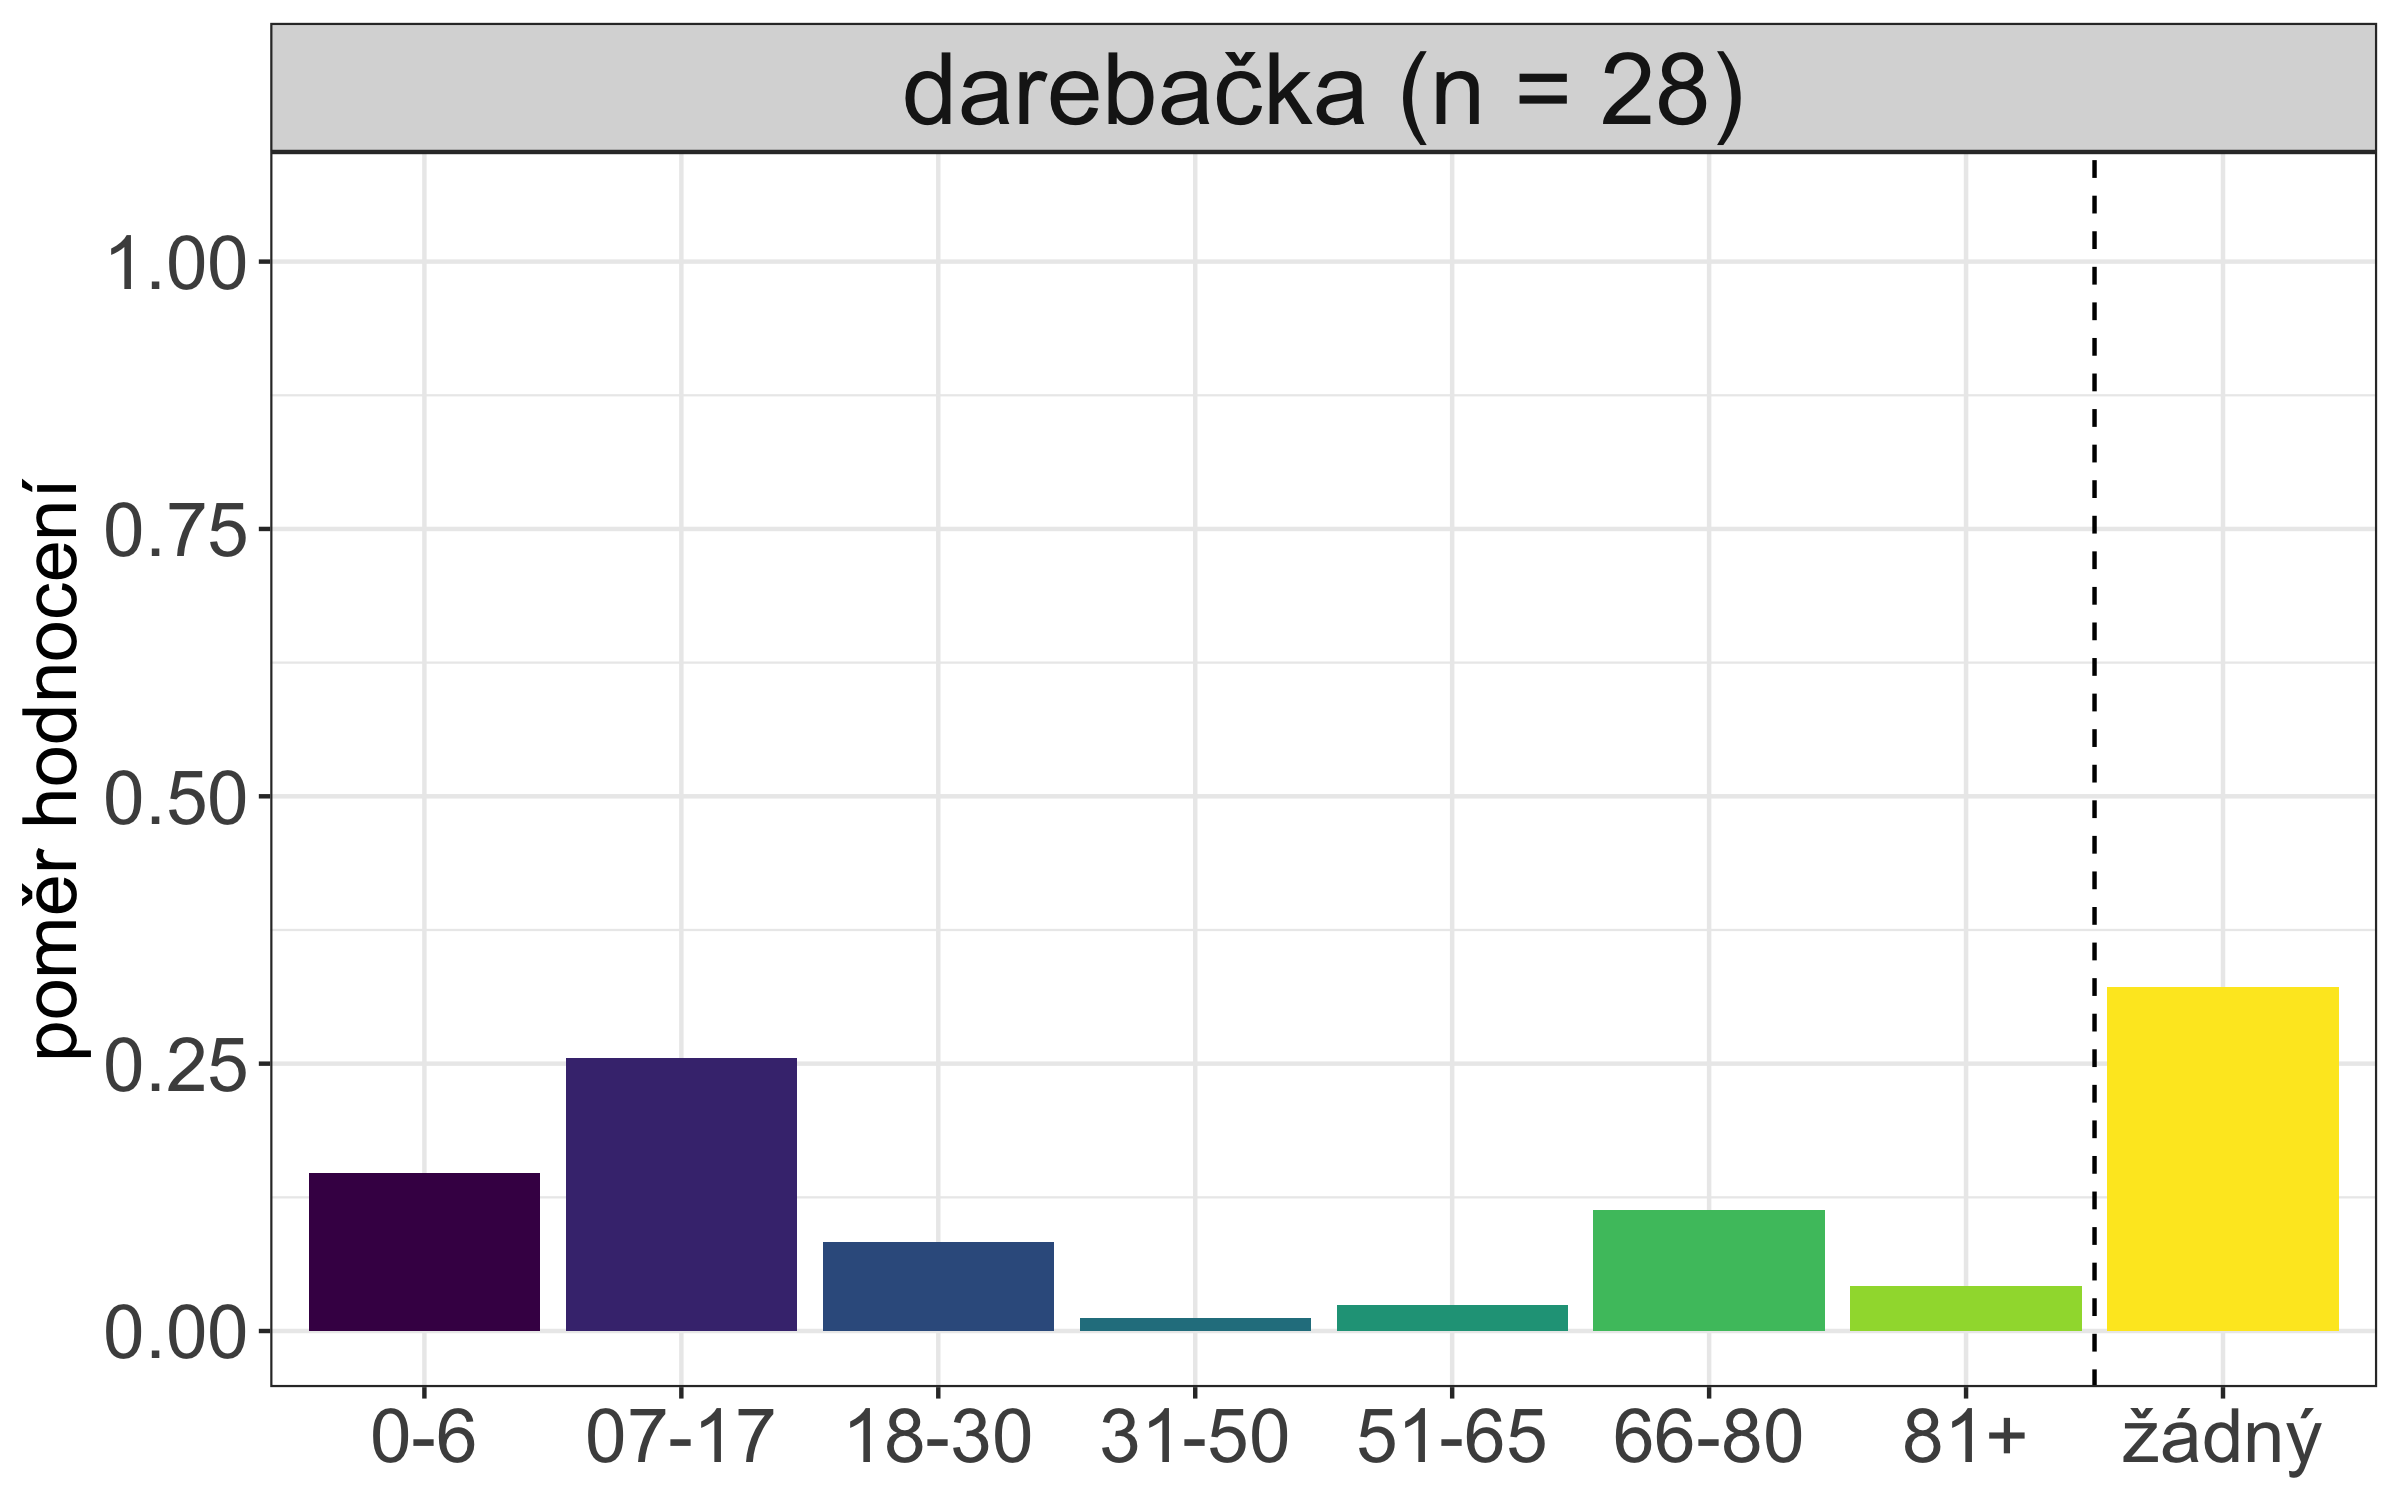 darebačka (n = 28)
poměr hodnocení
1.00
0.75
0.50
0.25
0.00
0-6 07-17 18-30 31-50 51-65 66-80 81+ žádný